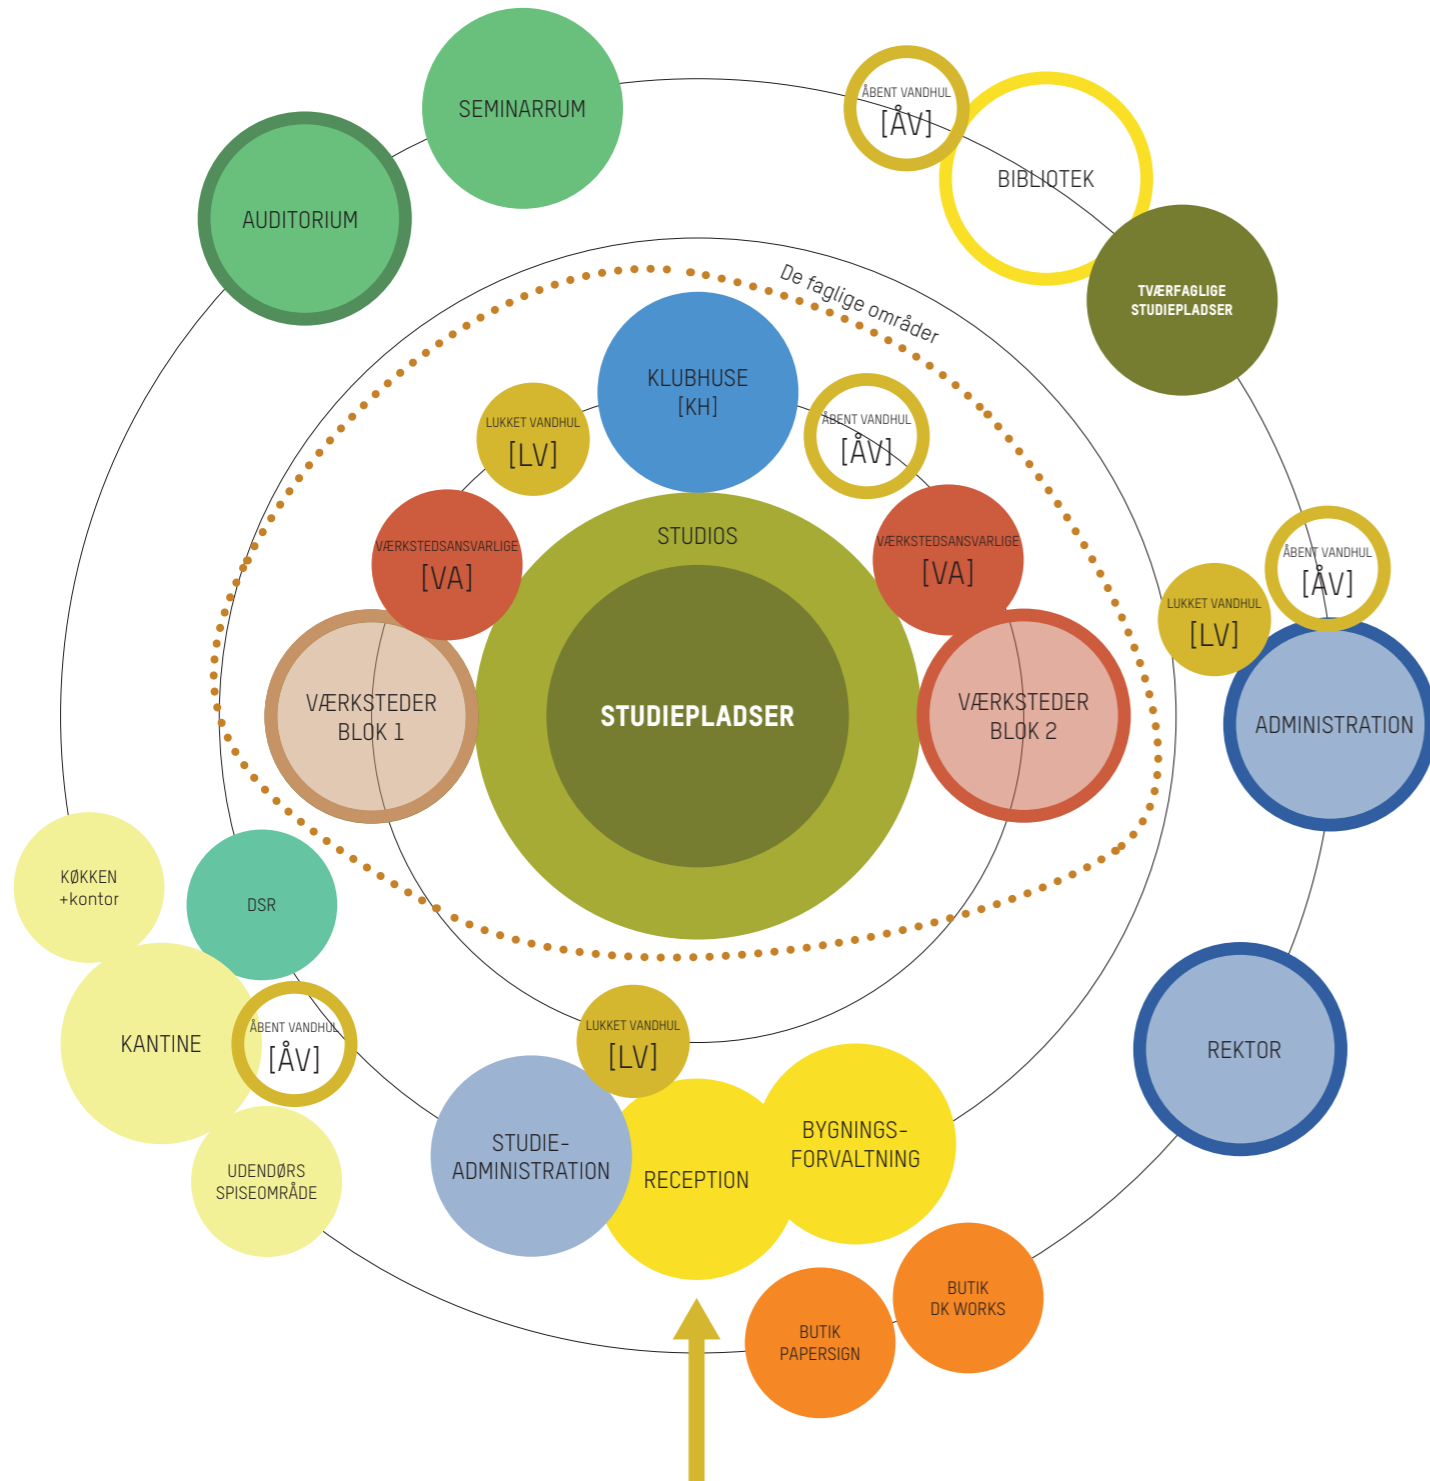 ÅBENT VANDHUL
[ÅV]
SEMINARRUM
BIBLIOTEK
AUDITORIUM
De faglige områder
TVÆRFAGLIGE
STUDIEPLADSER
KLUBHUSE
[KH]
LUKKET VANDHUL
[LV]
ÅBENT VANDHUL
[ÅV]
STUDIOS
VÆRKSTEDSANSVARLIGE
[VA]
VÆRKSTEDSANSVARLIGE
[VA]
ÅBENT VANDHUL
[ÅV]
LUKKET VANDHUL
[LV]
VÆRKSTEDER
BLOK 1
STUDIEPLADSER
VÆRKSTEDER
BLOK 2
ADMINISTRATION
KØKKEN
+kontor
DSR
KANTINE
ÅBENT VANDHUL
[ÅV]
LUKKET VANDHUL
[LV]
REKTOR
UDENDØRS
SPISEOMRÅDE
STUDIE-
ADMINISTRATION
RECEPTION
BYGNINGS-
FORVALTNING
BUTIK
DK WORKS
BUTIK
PAPERSIGN